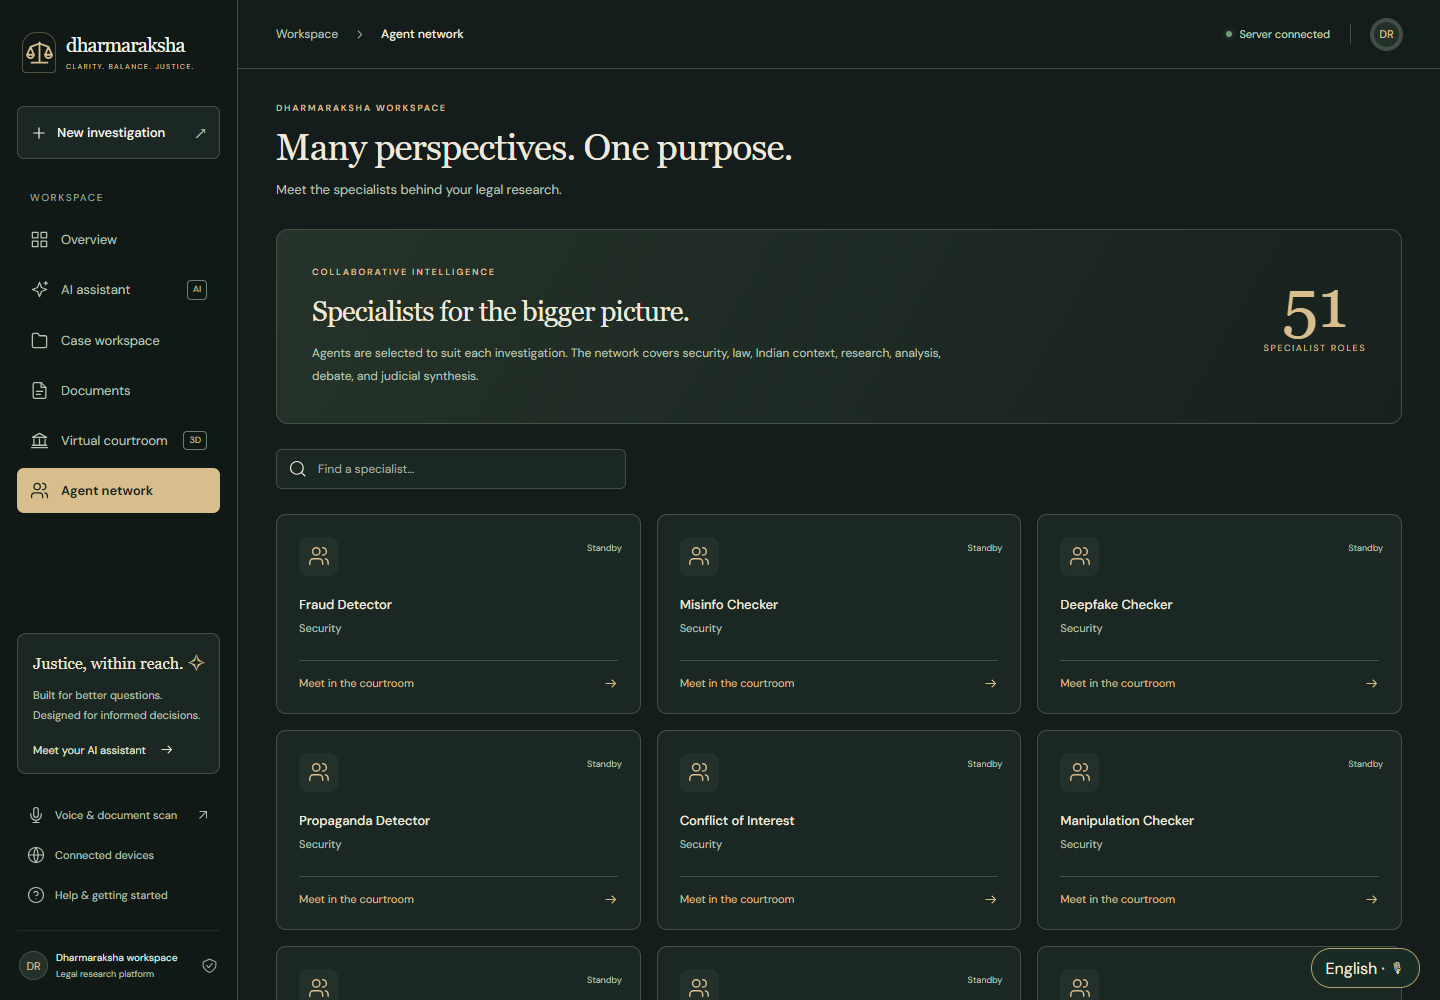 dharmaraksha
CLARITY. BALANCE. JUSTICE.
New investigation
WORKSPACE
Overview
AI assistant
AI
Case workspace
Documents
Virtual courtroom
3D
Agent network
Justice, within reach.
Built for better questions.
Designed for informed decisions.
Meet your AI assistant
Voice & document scan
Connected devices
Help & getting started
DR
Dharmaraksha workspace
Legal research platform
Workspace
Agent network
Server connected
DR
DHARMARAKSHA WORKSPACE
Many perspectives. One purpose.
Meet the specialists behind your legal research.
COLLABORATIVE INTELLIGENCE
Specialists for the bigger picture.
Agents are selected to suit each investigation. The network covers security, law, Indian context, research, analysis,
debate, and judicial synthesis.
51
SPECIALIST ROLES
Find a specialist...
Standby
Fraud Detector
Security
Meet in the courtroom
Standby
Misinfo Checker
Security
Meet in the courtroom
Standby
Deepfake Checker
Security
Meet in the courtroom
Standby
Propaganda Detector
Security
Meet in the courtroom
Standby
Conflict of Interest
Security
Meet in the courtroom
Standby
Manipulation Checker
Security
Meet in the courtroom
Standby
Standby
English ·